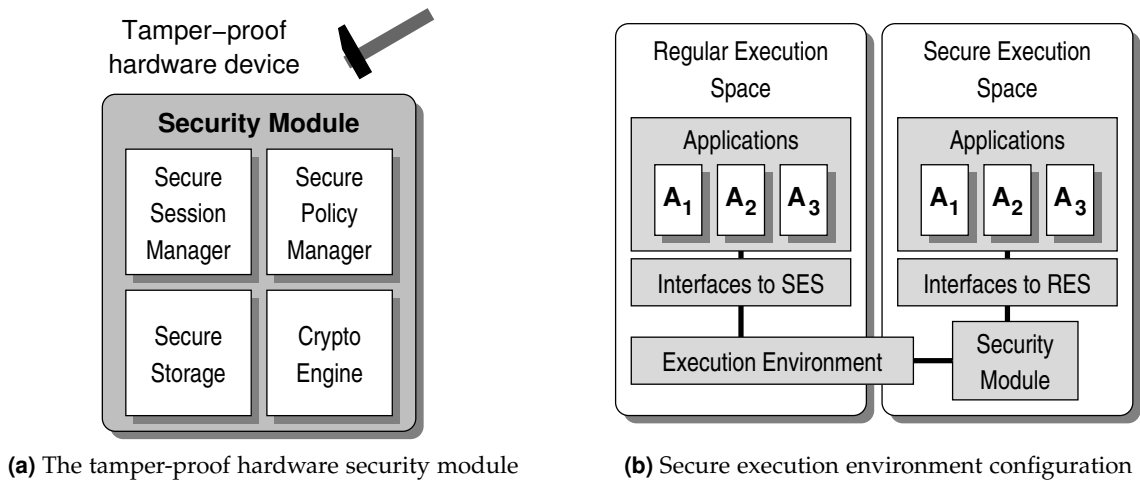 Tamper–proof
hardware device
Security Module
Secure
Session
Manager
Secure
Policy
Manager
Secure
Storage
Crypto
Engine
(a) The tamper-proof hardware security module
Regular Execution
Space
Applications
A1 A2 A3
Interfaces to SES
Execution Environment
Secure Execution
Space
Applications
A1 A2 A3
Interfaces to RES
Security
Module
(b) Secure execution environment configuration